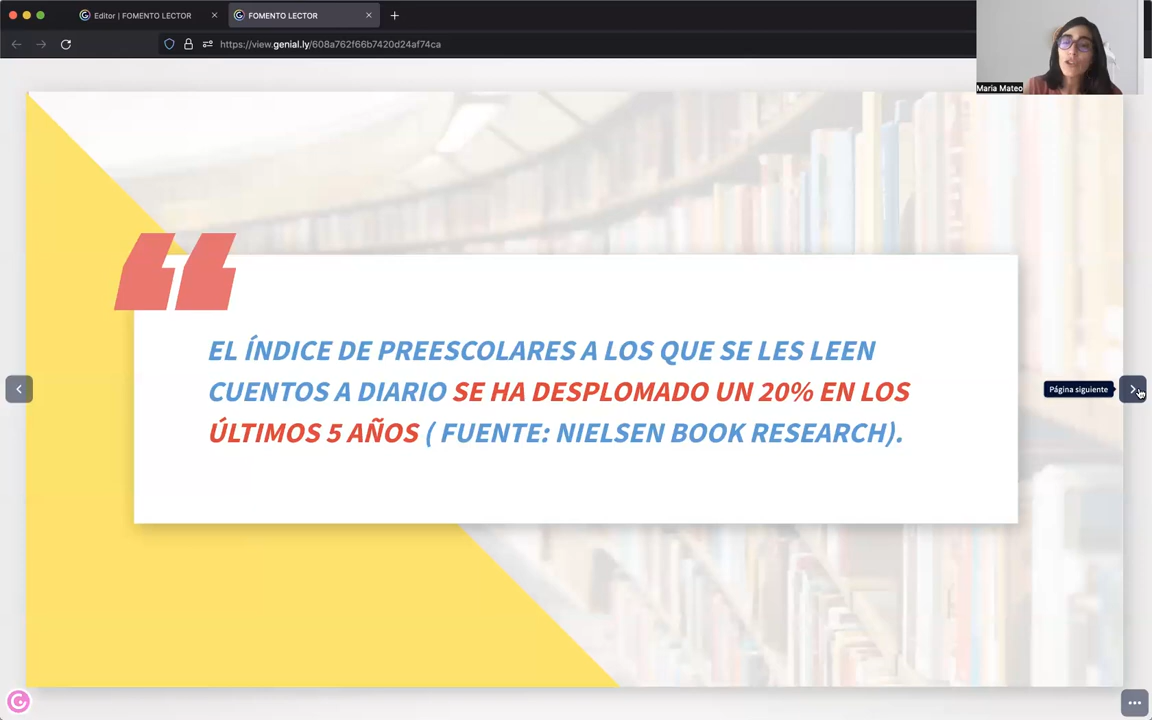 Editor | FOMENTO LECTOR
FOMENTO LECTOR
https://view.genial.ly/608a762f66b7420d24af74ca
Maria Mateo
EL ÍNDICE DE PREESCOLARES A LOS QUE SE LES LEEN
CUENTOS A DIARIO SE HA DESPLOMADO UN 20% EN LOS
ÚLTIMOS 5 AÑOS ( FUENTE: NIELSEN BOOK RESEARCH).
Página siguiente